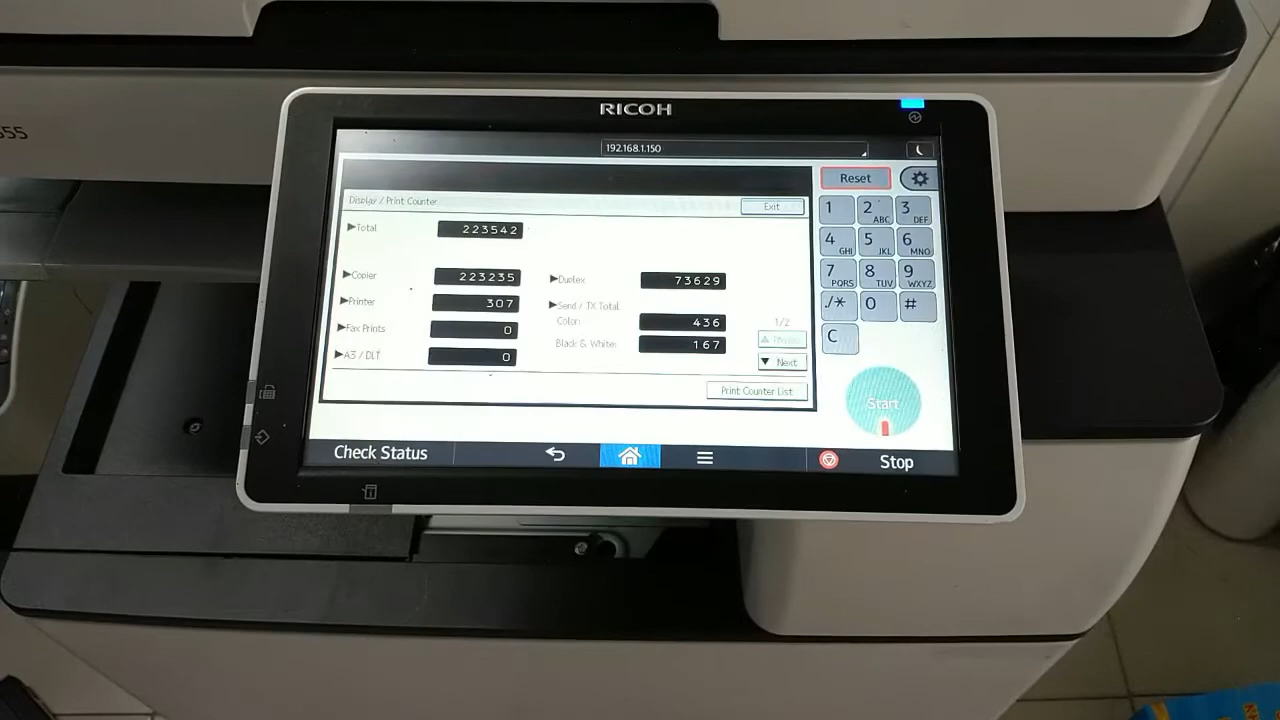 RICOH
555
192.168.1.150
Reset
Display / Print Counter
Exit
▶Total 223542
▶Copier 223235
▶Printer 307
▶Fax Prints 0
▶A3 / DLT 0
▶Duplex 73629
▶Send / TX Total
Color: 436
Black & White: 167
1/2
▼ Next
Print Counter List
1
2 ABC
3 DEF
4 GHI
5 JKL
6 MNO
7 PQRS
8 TUV
9 WXYZ
./*
0
#
C
Start
Check Status
Stop